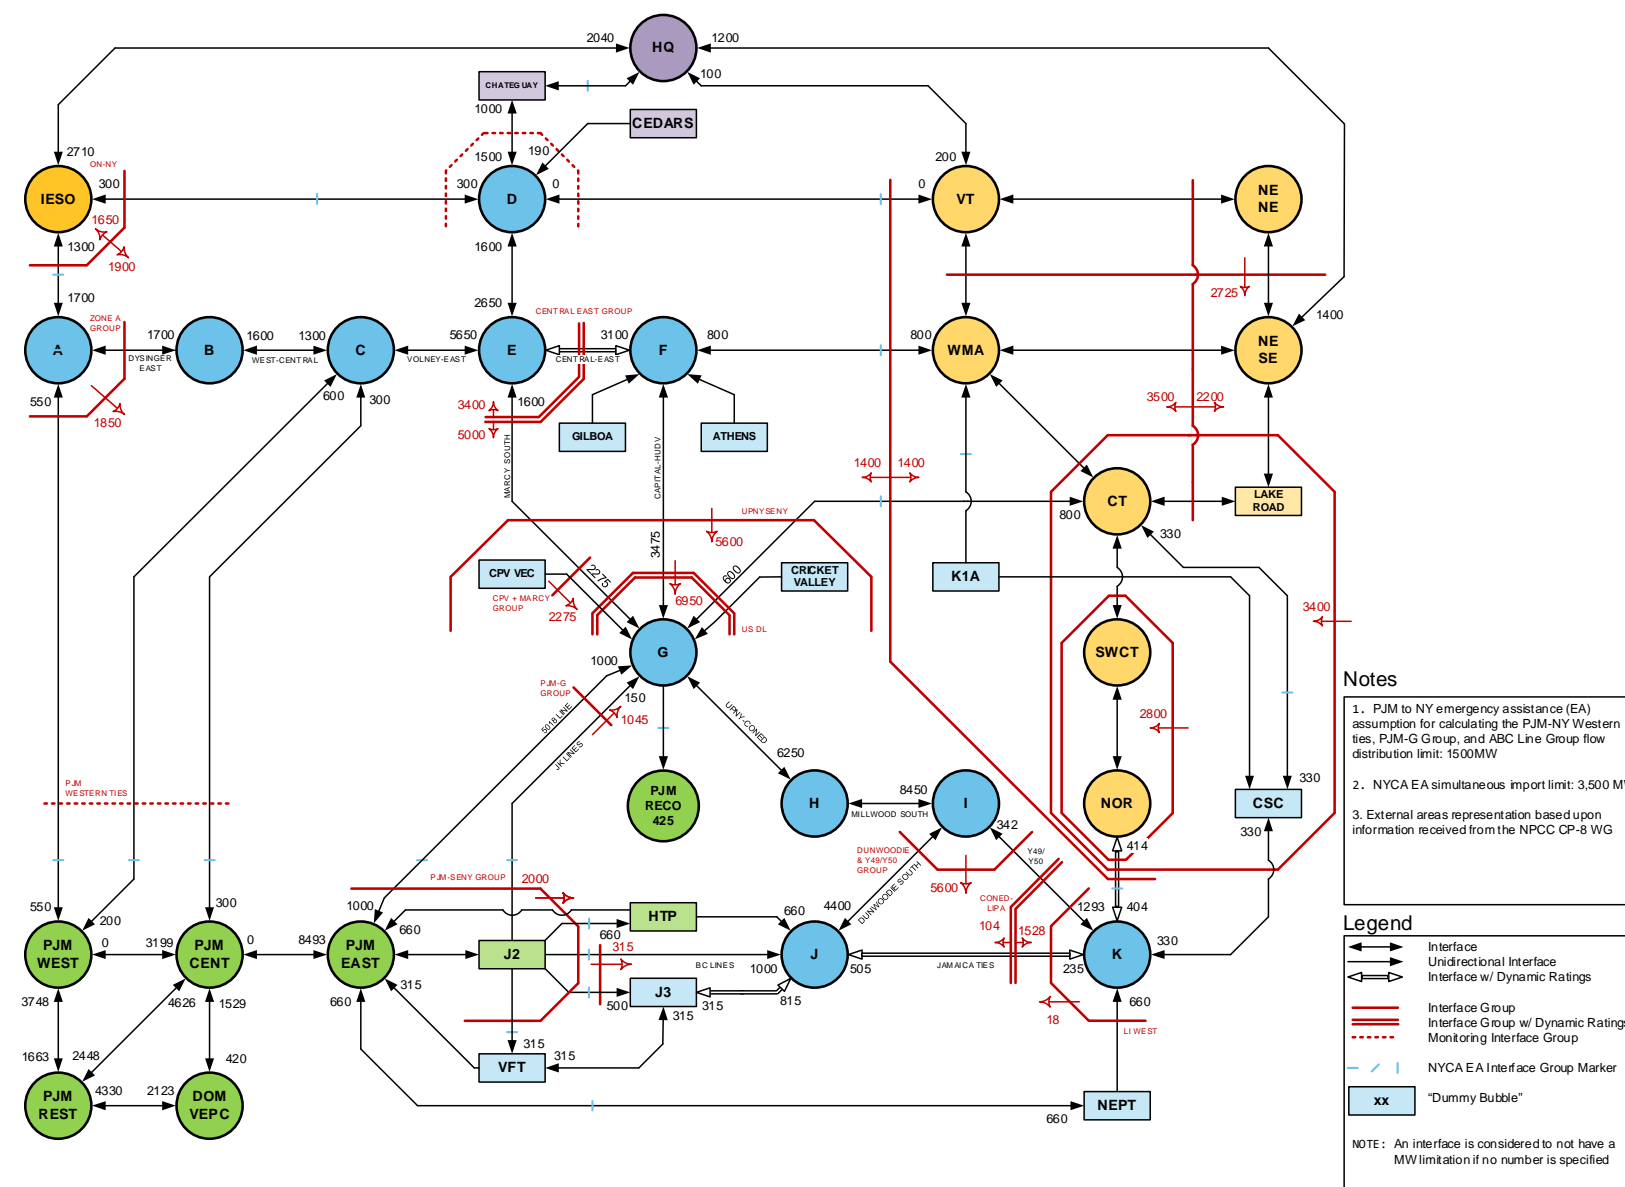 2040
HQ
1200
100
CHATEGUAY
1000
CEDARS
2710
ON-NY
1500
190
200
IESO
300
300
D
0
0
VT
NE
NE
1650
1300
1900
1600
2725
1700
ZONE A
GROUP
2650
CENTRAL EAST GROUP
1400
A
1700
B
1600
1300
C
5650
E
3100
F
800
800
WMA
NE
SE
DYSINGER
EAST
WEST-CENTRAL
VOLNEY-EAST
CENTRAL-EAST
550
1850
600
300
1600
3400
5000
3500
2200
GILBOA
ATHENS
MARCY SOUTH
CAPITAL-HUDV
1400
1400
CT
LAKE
ROAD
800
330
UPNYSENY
5600
3475
CPV VEC
2275
600
CRICKET
VALLEY
K1A
CPV + MARCY
GROUP
2275
6950
US DL
3400
G
SWCT
1000
150
PJM-G
GROUP
1045
5018 LINE
JK LINES
UPNY-CONED
2800
Notes
1. PJM to NY emergency assistance (EA)
assumption for calculating the PJM-NY Western
ties, PJM-G Group, and ABC Line Group flow
distribution limit: 1500MW
2. NYCA EA simultaneous import limit: 3,500 M
3. External areas representation based upon
information received from the NPCC CP-8 WG
PJM
WESTERN TIES
PJM
RECO
425
6250
H
8450
I
MILLWOOD SOUTH
NOR
330
CSC
330
342
414
DUNWOODIE
& Y49/Y50
GROUP
DUNWOODIE SOUTH
Y49/
Y50
5600
PJM-SENY GROUP
2000
CONED-
LIPA
104
1528
1293
404
550
200
300
1000
660
HTP
660
660
4400
PJM
WEST
0
3199
PJM
CENT
0
8493
PJM
EAST
J2
315
BC LINES
1000
J
505
JAMAICA TIES
235
K
330
3748
4626
1529
660
315
500
J3
315
315
815
18
660
LI WEST
1663
2448
420
315
VFT
315
PJM
REST
4330
2123
DOM
VEPC
660
NEPT
Legend
Interface
Unidirectional Interface
Interface w/ Dynamic Ratings
Interface Group
Interface Group w/ Dynamic Ratings
Monitoring Interface Group
NYCA EA Interface Group Marker
xx
“Dummy Bubble”
NOTE: An interface is considered to not have a
MW limitation if no number is specified